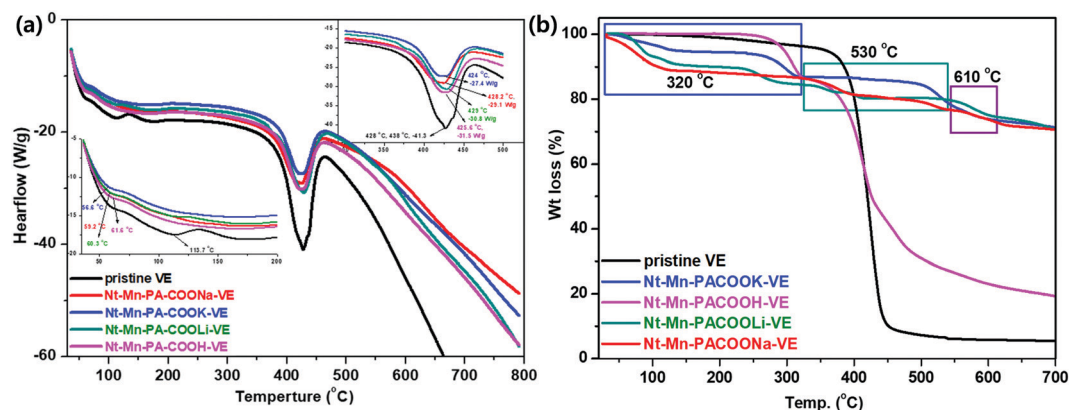 (a)
0
-10
-20
-30
-40
-50
-60
Hearflow (W/g)
100 200 300 400 500 600 700 800
Temperture (°C)
pristine VE
Nt-Mn-PA-COONa-VE
Nt-Mn-PA-COOK-VE
Nt-Mn-PA-COOLi-VE
Nt-Mn-PA-COOH-VE
-5
-10
-15
-20
50 100 150 200
56.6 °C
59.2 °C
60.3 °C
61.6 °C
113.7 °C
-15
-20
-25
-30
-35
-40
-45
300 350 400 450 500
424 °C,
-27.4 W/g
428.2 °C,
-29.1 W/g
429 °C
-30.8 W/g
425.6 °C,
-31.5 W/g
428 °C, 438 °C, -41.3
(b)
100
80
60
40
20
0
Wt loss (%)
100 200 300 400 500 600 700
Temp. (°C)
320 °C
530 °C
610 °C
pristine VE
Nt-Mn-PACOOK-VE
Nt-Mn-PACOOH-VE
Nt-Mn-PACOOLi-VE
Nt-Mn-PACOONa-VE